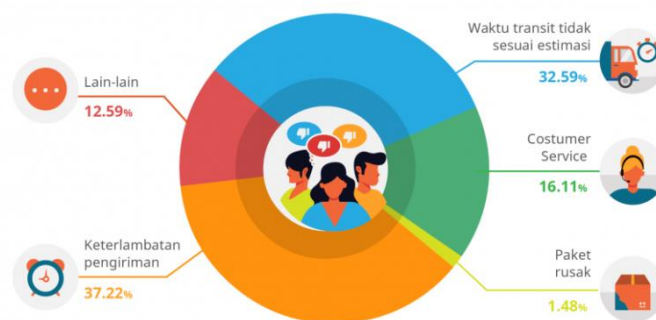 Waktu transit tidak
sesuai estimasi
32.59%
Lain-lain
12.59%
Costumer
Service
16.11%
Keterlambatan
pengiriman
37.22%
Paket
rusak
1.48%